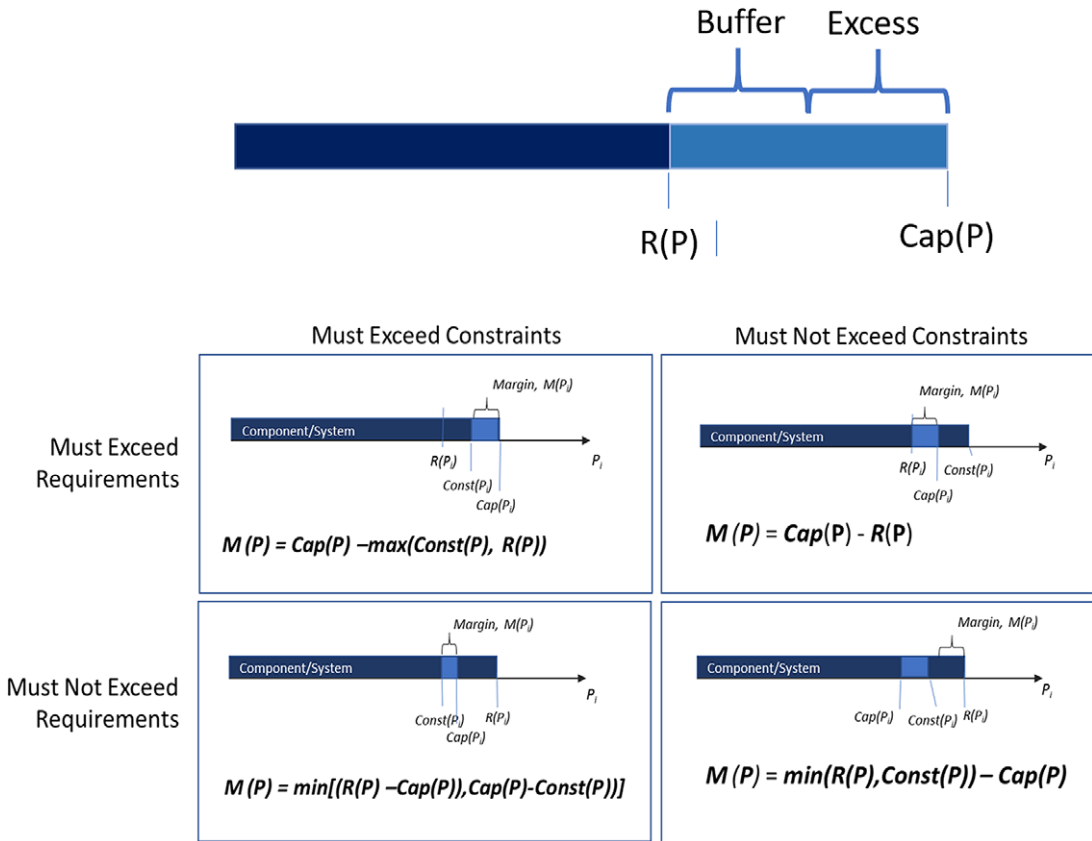 Buffer Excess
R(P) Cap(P)
Must Exceed Constraints
Must Not Exceed Constraints
Must Exceed
Requirements
Margin, M(Pᵢ)
Component/System
R(Pᵢ)
Pᵢ
Const(Pᵢ)
Cap(Pᵢ)
M (P) = Cap(P) –max(Const(P), R(P))
Margin, M(Pᵢ)
Component/System
R(Pᵢ)
Const(Pᵢ)
Pᵢ
Cap(Pᵢ)
M (P) = Cap(P) - R(P)
Must Not Exceed
Requirements
Margin, M(Pᵢ)
Component/System
Pᵢ
Const(Pᵢ)
R(Pᵢ)
Cap(Pᵢ)
M (P) = min[(R(P) –Cap(P)),Cap(P)-Const(P))]
Margin, M(Pᵢ)
Component/System
Pᵢ
Cap(Pᵢ)
Const(Pᵢ)
R(Pᵢ)
M (P) = min(R(P),Const(P)) – Cap(P)